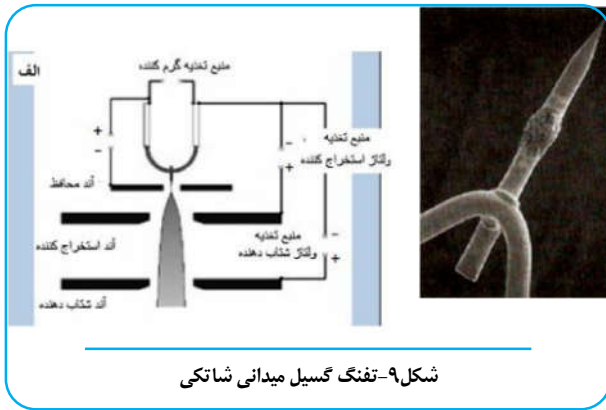 الف
منبع تغذیه گرم کننده
+
−
منبع تغذیه
ولتاژ استخراج کننده
−
+
آند محافظ
آند استخراج کننده
منبع تغذیه
ولتاژ شتاب دهنده
−
+
آند شتاب دهنده
شکل۹-تفنگ گسیل میدانی شاتکی